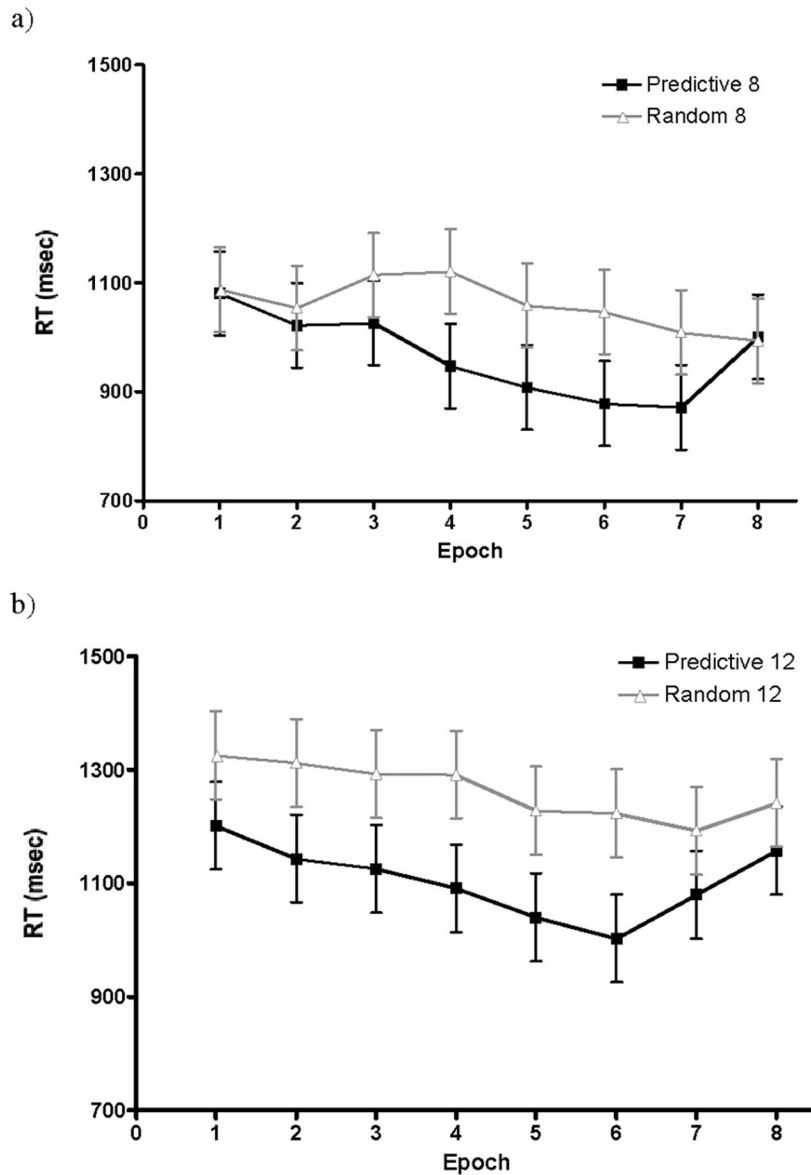 a)
1500
Predictive 8
Random 8
1300
1100
RT (msec)
900
700
0 1 2 3 4 5 6 7 8
Epoch
b)
1500
Predictive 12
Random 12
1300
1100
RT (msec)
900
700
0 1 2 3 4 5 6 7 8
Epoch